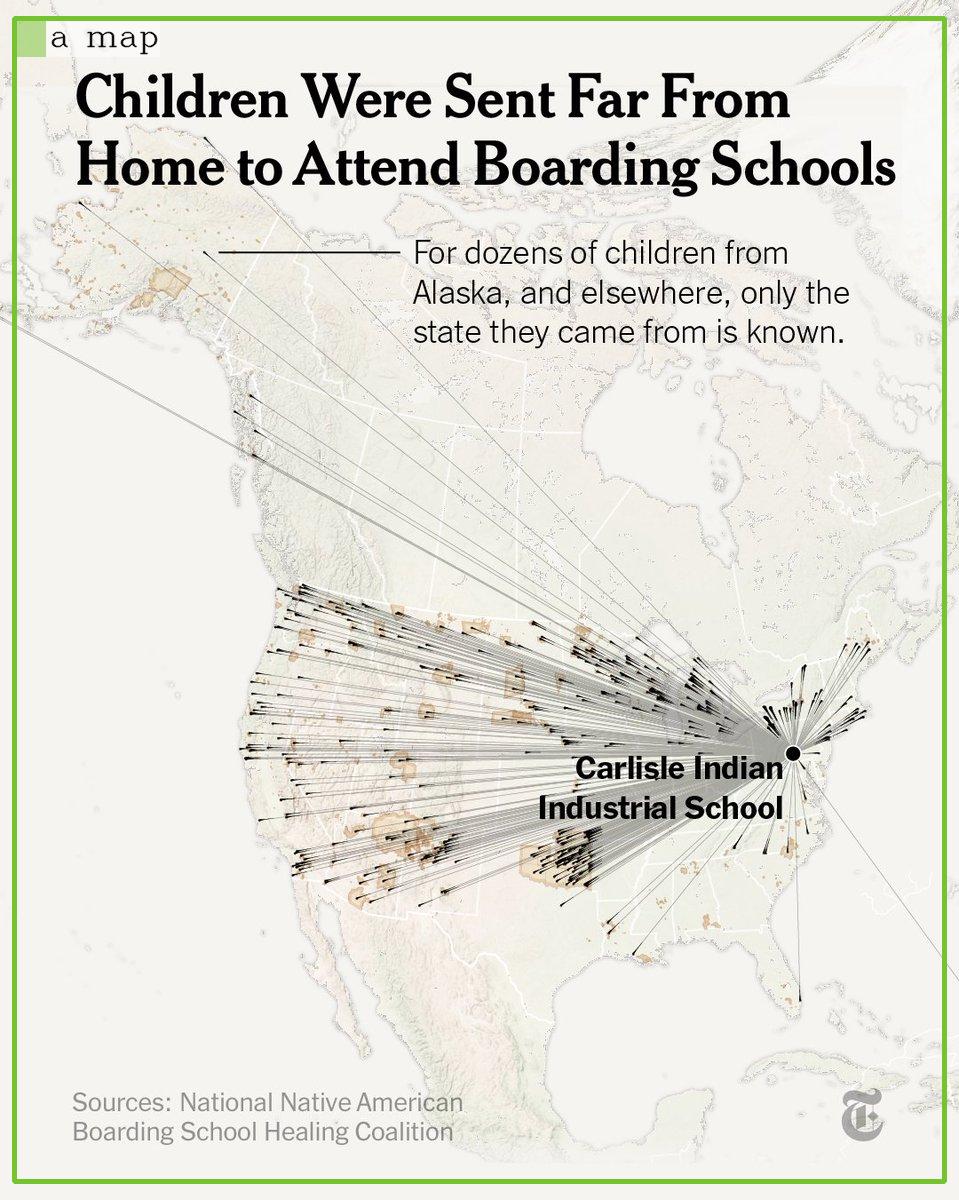 a map
Children Were Sent Far From
Home to Attend Boarding Schools
For dozens of children from
Alaska, and elsewhere, only the
state they came from is known.
Carlisle Indian
Industrial School
Sources: National Native American
Boarding School Healing Coalition
T